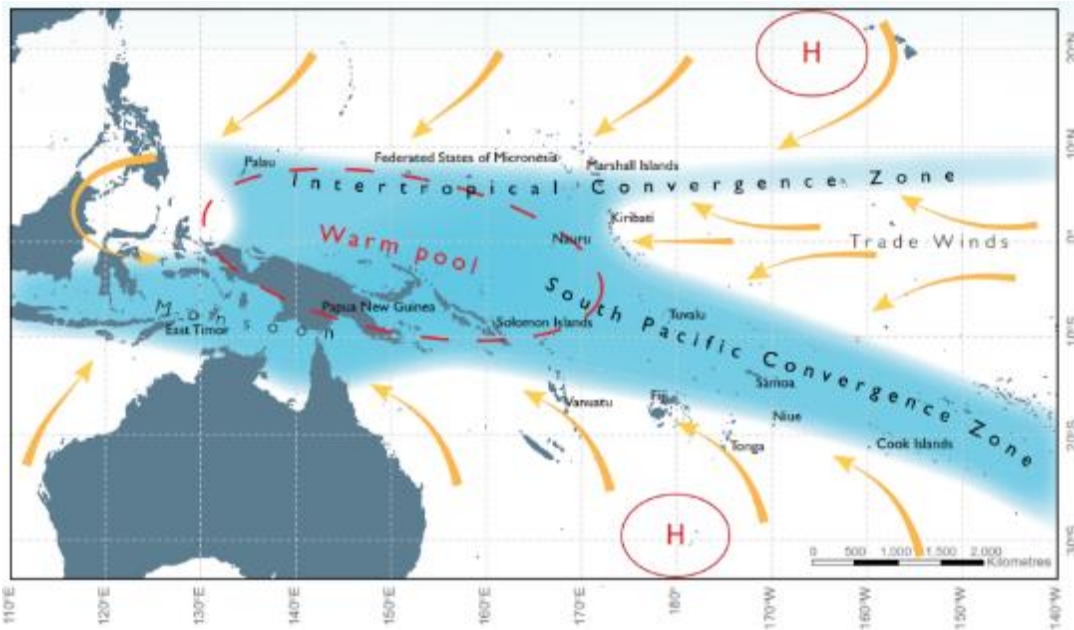 H
20°N
10°N
Palau
Federated States of Micronesia
Marshall Islands
Intertropical Convergence Zone
Kiribati
Warm pool
Nauru
Trade Winds
0°
South Pacific Convergence Zone
Monsoon
Papua New Guinea
East Timor
Solomon Islands
Tuvalu
10°S
Samoa
Vanuatu
Fiji
Niue
Tonga
Cook Islands
20°S
H
30°S
0 500 1,000 1,500 2,000
Kilometres
110°E 120°E 130°E 140°E 150°E 160°E 170°E 180° 170°W 160°W 150°W 140°W